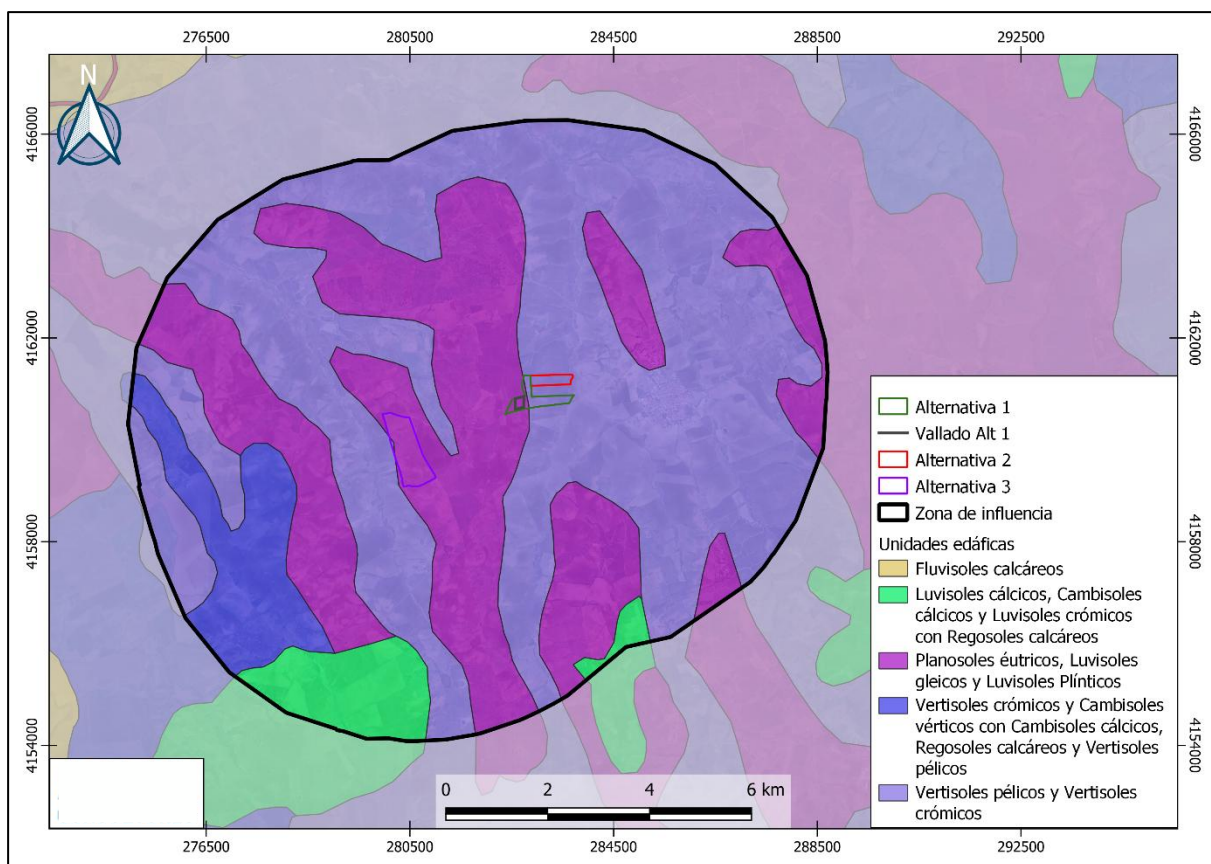 276500
280500
284500
288500
292500
N
4166000
4166000
4162000
4162000
4158000
4158000
4154000
4154000
Alternativa 1
Vallado Alt 1
Alternativa 2
Alternativa 3
Zona de influencia
Unidades edáficas
Fluvisoles calcáreos
Luvisoles cálcicos, Cambisoles
cálcicos y Luvisoles crómicos
con Regosoles calcáreos
Planosoles éutricos, Luvisoles
gleicos y Luvisoles Plínticos
Vertisoles crómicos y Cambisoles
vérticos con Cambisoles cálcicos,
Regosoles calcáreos y Vertisoles
pélicos
Vertisoles pélicos y Vertisoles
crómicos
0 2 4 6 km
276500
280500
284500
288500
292500